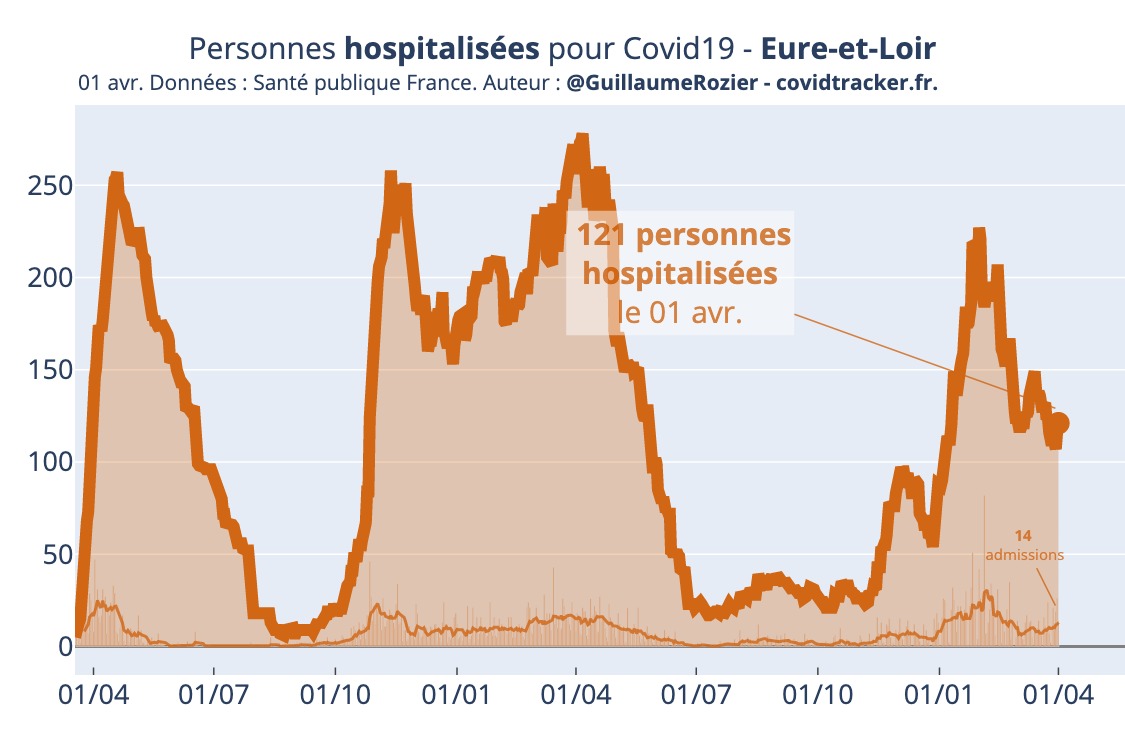 Personnes hospitalisées pour Covid19 - Eure-et-Loir
01 avr. Données : Santé publique France. Auteur : @GuillaumeRozier - covidtracker.fr.
250
200
150
100
50
0
121 personnes
hospitalisées
le 01 avr.
14
admissions
01/04 01/07 01/10 01/01 01/04 01/07 01/10 01/01 01/04